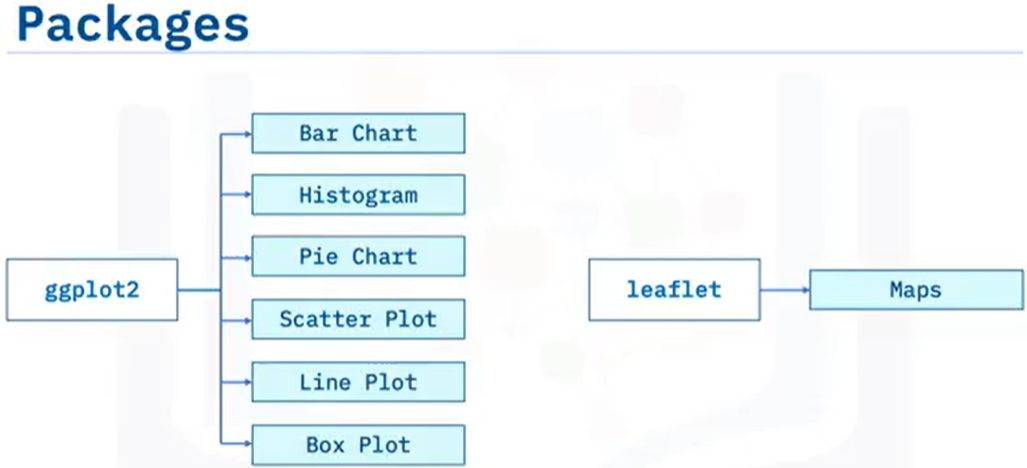 Packages
ggplot2
Bar Chart
Histogram
Pie Chart
Scatter Plot
Line Plot
Box Plot
leaflet
Maps